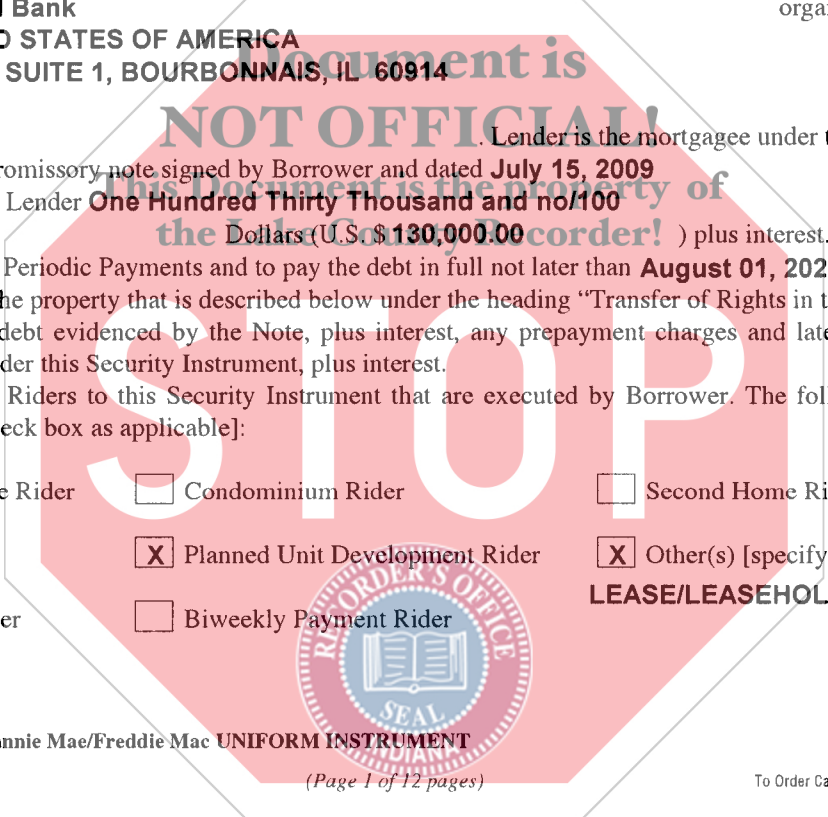 Bank
STATES OF AMERICA
SUITE 1, BOURBONNAIS, IL 60914
Document is
NOT OFFICIAL!
. Lender is the mortgagee under
promissory note signed by Borrower and dated July 15, 2009
This Document is the property of
Lender One Hundred Thirty Thousand and no/100
the Lake County Recorder!
Dollars (U.S. $ 130,000.00 ) plus interest.
Periodic Payments and to pay the debt in full not later than August 01, 202
he property that is described below under the heading “Transfer of Rights in
debt evidenced by the Note, plus interest, any prepayment charges and late
der this Security Instrument, plus interest.
Riders to this Security Instrument that are executed by Borrower. The fol
eck box as applicable]:
STOP
e Rider Condominium Rider Second Home Ri
X Planned Unit Development Rider X Other(s) [specify
LEASE/LEASEHOL
er Biweekly Payment Rider
RECORDER'S OFFICE
SEAL
INDIANA
nnie Mae/Freddie Mac UNIFORM INSTRUMENT
(Page 1 of 12 pages)
To Order Ca